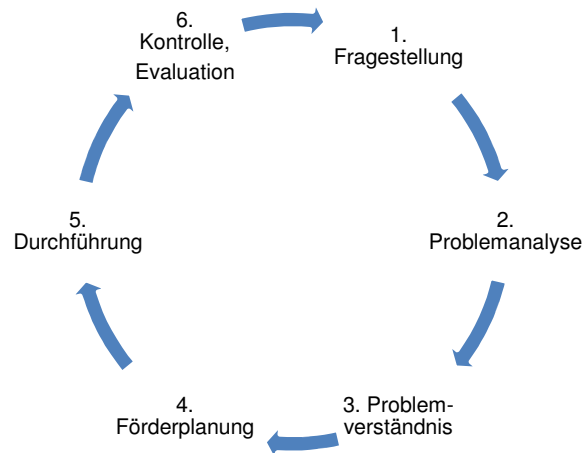 1.
Fragestellung
2.
Problemanalyse
3. Problem-
verständnis
4.
Förderplanung
5.
Durchführung
6.
Kontrolle,
Evaluation